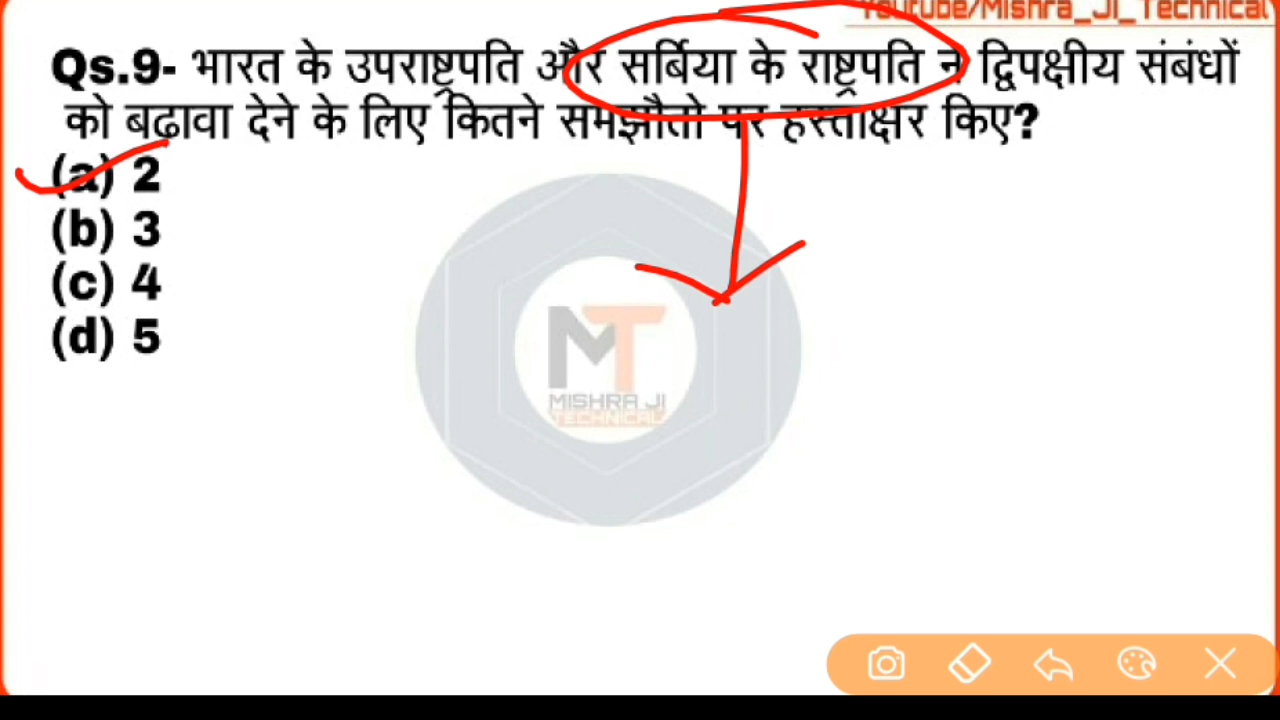 Youtube/Mishra_Ji_Technical
Qs.9- भारत के उपराष्ट्रपति और सर्बिया के राष्ट्रपति ने द्विपक्षीय संबंधों
को बढ़ावा देने के लिए कितने समझौतो पर हस्ताक्षर किए?
(a) 2
(b) 3
(c) 4
(d) 5
MT
MISHRA JI
TECHNICAL